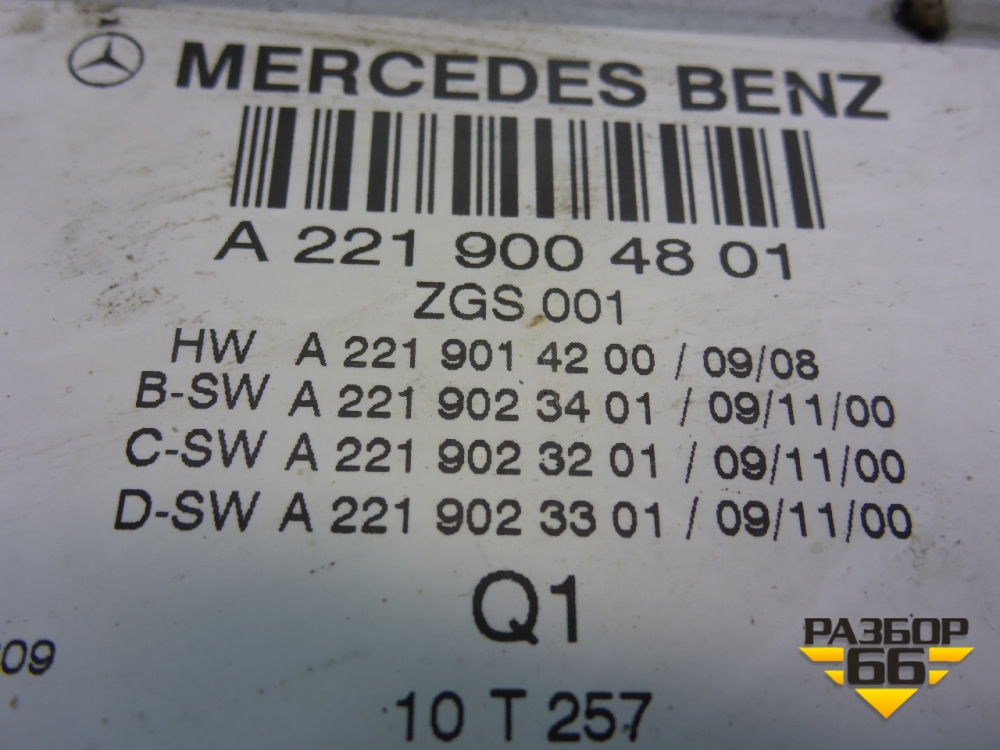 MERCEDES BENZ
A 221 900 48 01
ZGS 001
HW A 221 901 42 00 / 09/08
B-SW A 221 902 34 01 / 09/11/00
C-SW A 221 902 32 01 / 09/11/00
D-SW A 221 902 33 01 / 09/11/00
Q1
09
10 T 257
РАЗБОР
66